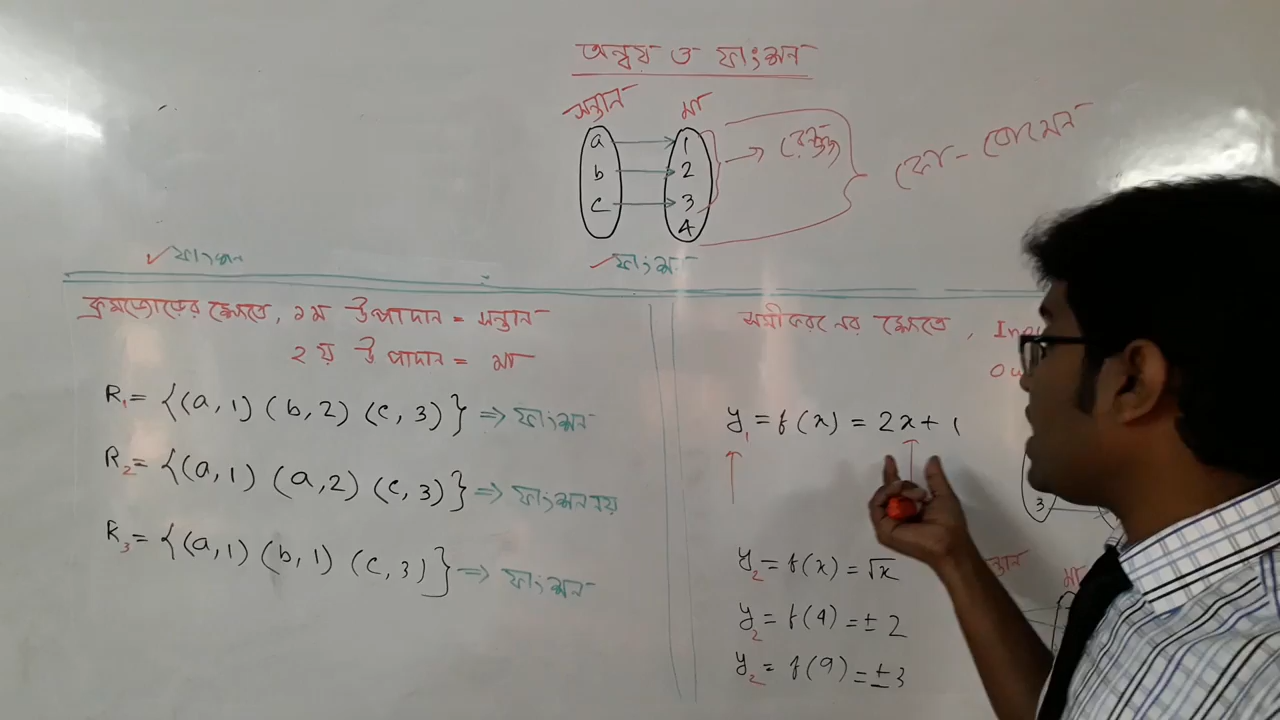 অন্বয় ও ফাংশন
সন্তান মা
a 1
b 2
c 3
4
রেঞ্জ
কো-ডোমেন
✓ ফাংশন
✓ ফাংশন
ক্রমজোড়ের ক্ষেত্রে, ১ম উপাদান = সন্তান
২য় উপাদান = মা
R₁ = {(a, 1) (b, 2) (c, 3)} ⇒ ফাংশন
R₂ = {(a, 1) (a, 2) (c, 3)} ⇒ ফাংশন নয়
R₃ = {(a, 1) (b, 1) (c, 3)} ⇒ ফাংশন
সমীকরণের ক্ষেত্রে,
y₁ = f(x) = 2x + 1
3
y₂ = f(x) = √x
y₂ = f(4) = ± 2
y₂ = f(9) = ± 3
মা